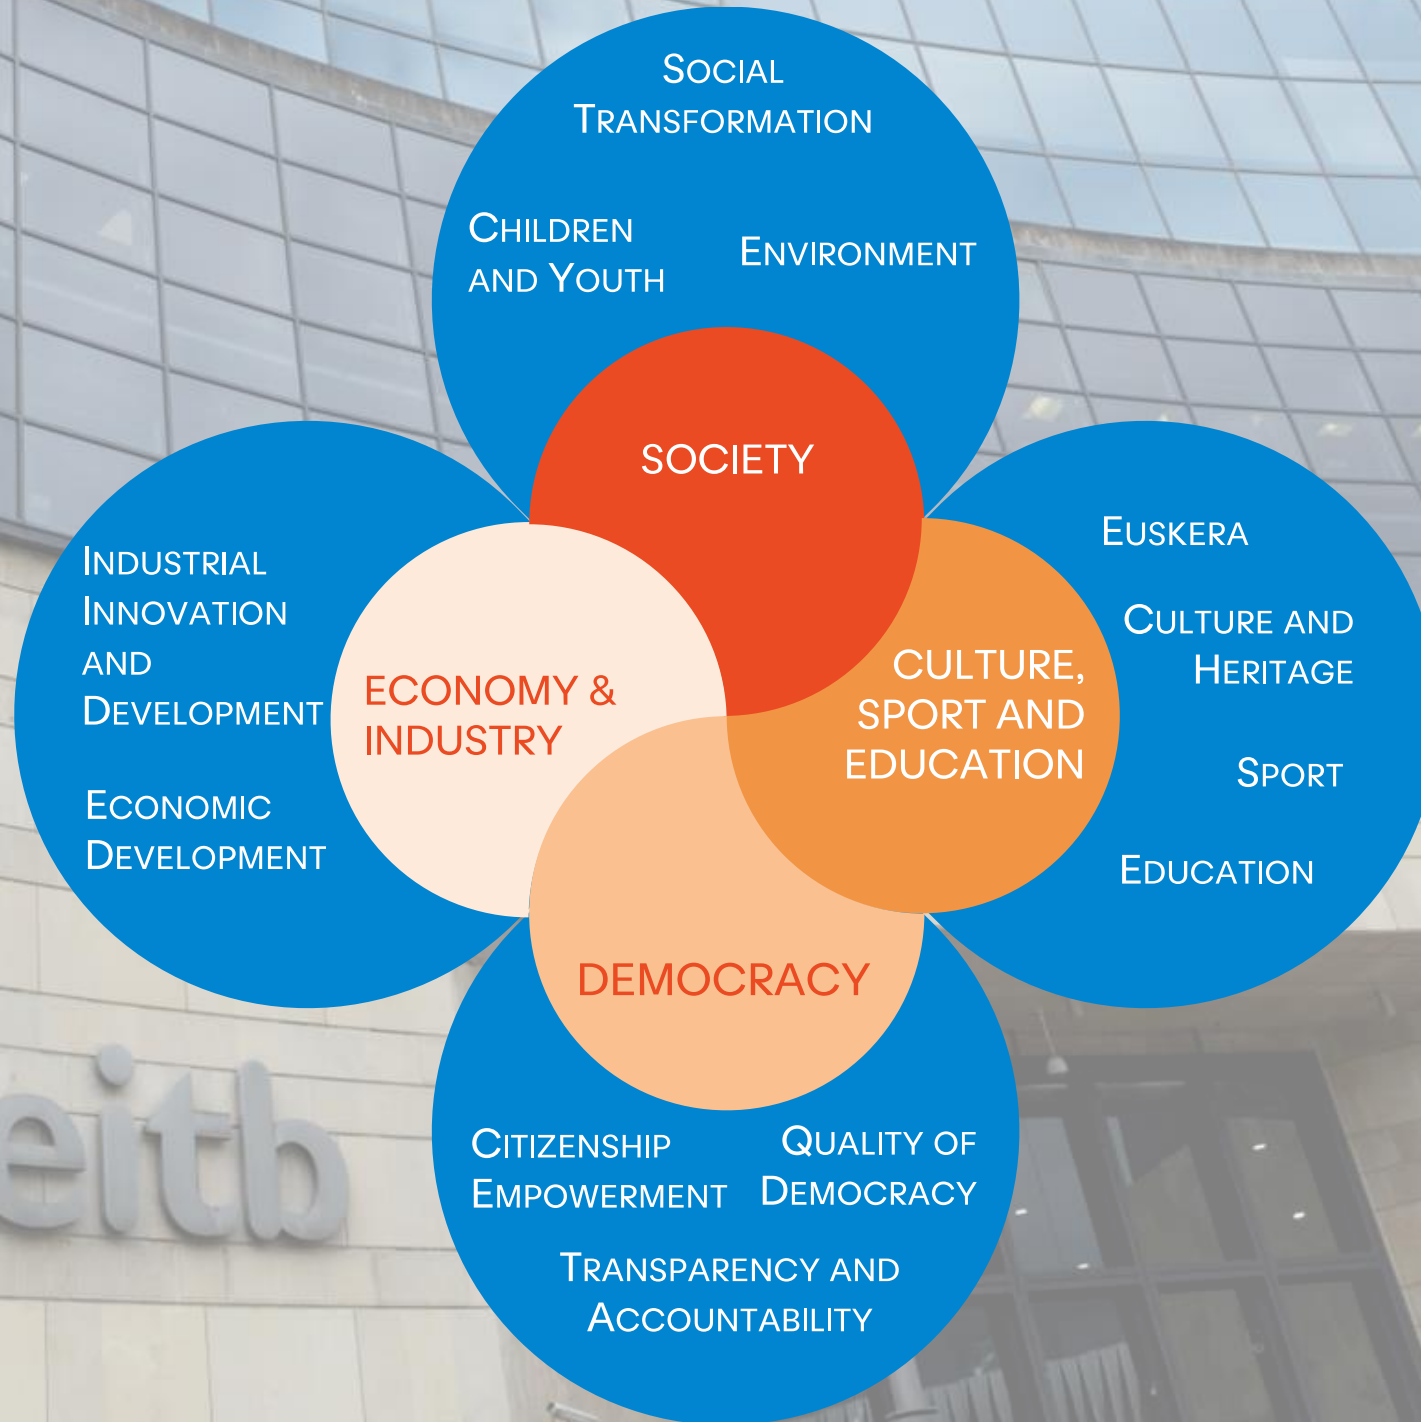 SOCIAL
TRANSFORMATION
CHILDREN
AND YOUTH
ENVIRONMENT
SOCIETY
INDUSTRIAL
INNOVATION
AND
DEVELOPMENT
ECONOMIC
DEVELOPMENT
ECONOMY &
INDUSTRY
CULTURE,
SPORT AND
EDUCATION
EUSKERA
CULTURE AND
HERITAGE
SPORT
EDUCATION
DEMOCRACY
CITIZENSHIP
EMPOWERMENT
QUALITY OF
DEMOCRACY
TRANSPARENCY AND
ACCOUNTABILITY
eitb